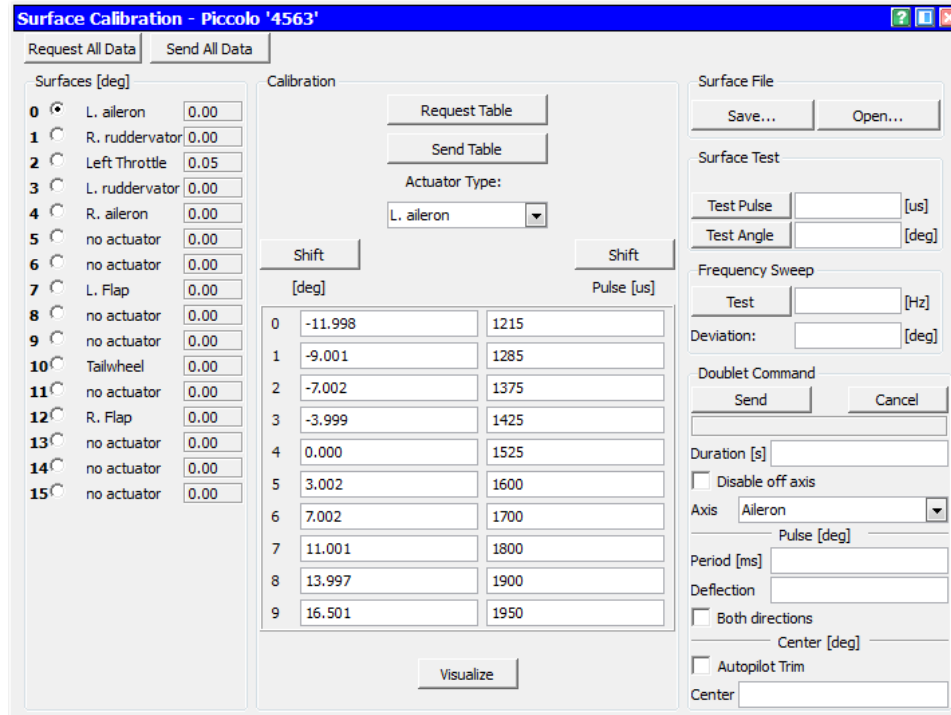 Surface Calibration - Piccolo '4563'
Request All Data Send All Data
Surfaces [deg]
0 L. aileron 0.00
1 R. ruddervator 0.00
2 Left Throttle 0.05
3 L. ruddervator 0.00
4 R. aileron 0.00
5 no actuator 0.00
6 no actuator 0.00
7 L. Flap 0.00
8 no actuator 0.00
9 no actuator 0.00
10 Tailwheel 0.00
11 no actuator 0.00
12 R. Flap 0.00
13 no actuator 0.00
14 no actuator 0.00
15 no actuator 0.00
Calibration
Request Table
Send Table
Actuator Type:
L. aileron
Shift Shift
[deg] Pulse [us]
0 -11.998 1215
1 -9.001 1285
2 -7.002 1375
3 -3.999 1425
4 0.000 1525
5 3.002 1600
6 7.002 1700
7 11.001 1800
8 13.997 1900
9 16.501 1950
Visualize
Surface File
Save... Open...
Surface Test
Test Pulse [us]
Test Angle [deg]
Frequency Sweep
Test [Hz]
Deviation: [deg]
Doublet Command
Send Cancel
Duration [s]
Disable off axis
Axis Aileron
Pulse [deg]
Period [ms]
Deflection
Both directions
Center [deg]
Autopilot Trim
Center